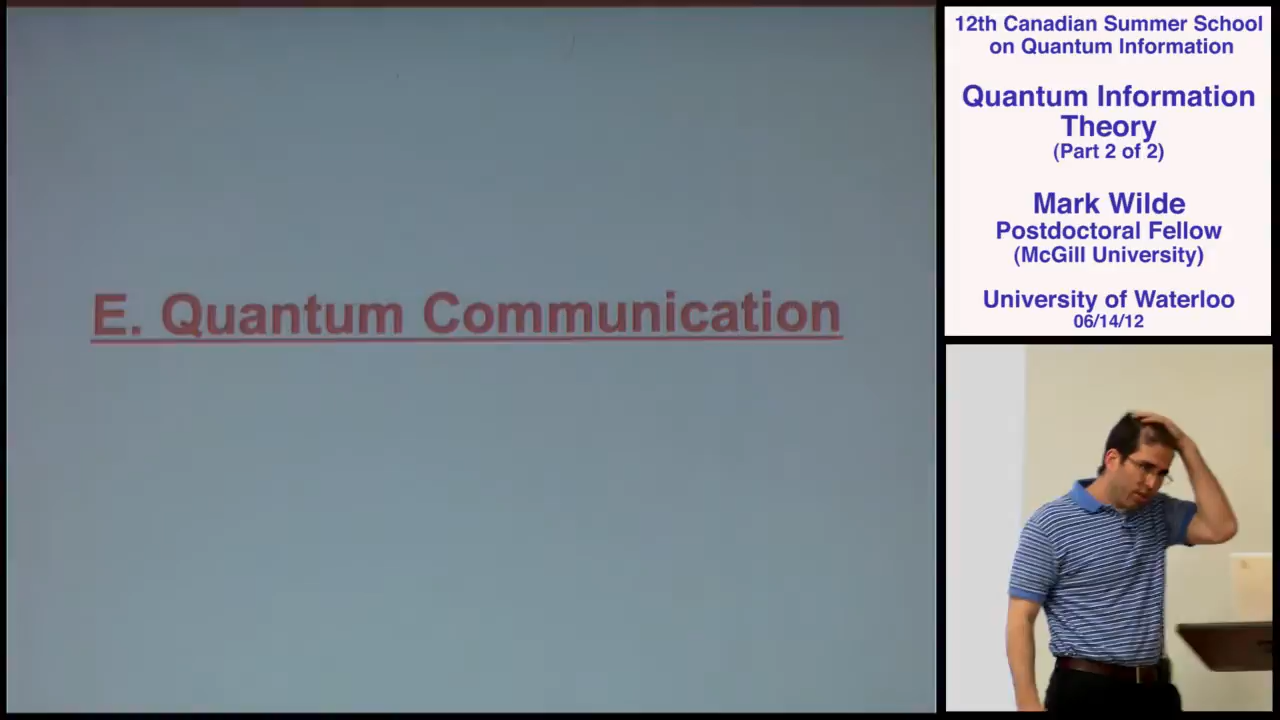 E. Quantum Communication
12th Canadian Summer School
on Quantum Information
Quantum Information
Theory
(Part 2 of 2)
Mark Wilde
Postdoctoral Fellow
(McGill University)
University of Waterloo
06/14/12